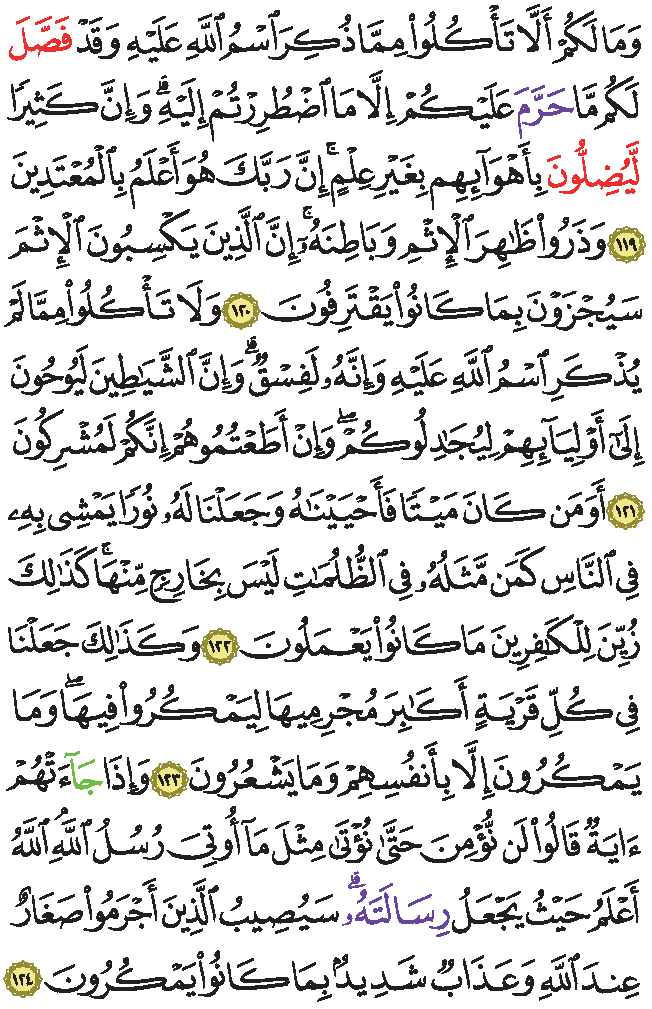 وَمَا لَكُمْ أَلَّا تَأْكُلُوا۟ مِمَّا ذُكِرَ ٱسْمُ ٱللَّهِ عَلَيْهِ وَقَدْ فَصَّلَ
لَكُم مَّا حَرَّمَ عَلَيْكُمْ إِلَّا مَا ٱضْطُرِرْتُمْ إِلَيْهِ ۗ وَإِنَّ كَثِيرًا
لَّيُضِلُّونَ بِأَهْوَآئِهِم بِغَيْرِ عِلْمٍ ۗ إِنَّ رَبَّكَ هُوَ أَعْلَمُ بِٱلْمُعْتَدِينَ
١١٩ وَذَرُوا۟ ظَـٰهِرَ ٱلْإِثْمِ وَبَاطِنَهُۥٓ ۚ إِنَّ ٱلَّذِينَ يَكْسِبُونَ ٱلْإِثْمَ
سَيُجْزَوْنَ بِمَا كَانُوا۟ يَقْتَرِفُونَ ١٢٠ وَلَا تَأْكُلُوا۟ مِمَّا لَمْ
يُذْكَرِ ٱسْمُ ٱللَّهِ عَلَيْهِ وَإِنَّهُۥ لَفِسْقٌ ۗ وَإِنَّ ٱلشَّيَـٰطِينَ لَيُوحُونَ
إِلَىٰٓ أَوْلِيَآئِهِمْ لِيُجَـٰدِلُوكُمْ ۖ وَإِنْ أَطَعْتُمُوهُمْ إِنَّكُمْ لَمُشْرِكُونَ
١٢١ أَوَمَن كَانَ مَيْتًا فَأَحْيَيْنَـٰهُ وَجَعَلْنَا لَهُۥ نُورًا يَمْشِى بِهِۦ
فِى ٱلنَّاسِ كَمَن مَّثَلُهُۥ فِى ٱلظُّلُمَـٰتِ لَيْسَ بِخَارِجٍ مِّنْهَا ۚ كَذَٰلِكَ
زُيِّنَ لِلْكَـٰفِرِينَ مَا كَانُوا۟ يَعْمَلُونَ ١٢٢ وَكَذَٰلِكَ جَعَلْنَا
فِى كُلِّ قَرْيَةٍ أَكَـٰبِرَ مُجْرِمِيهَا لِيَمْكُرُوا۟ فِيهَا ۖ وَمَا
يَمْكُرُونَ إِلَّا بِأَنفُسِهِمْ وَمَا يَشْعُرُونَ ١٢٣ وَإِذَا جَآءَتْهُمْ
ءَايَةٌ قَالُوا۟ لَن نُّؤْمِنَ حَتَّىٰ نُؤْتَىٰ مِثْلَ مَآ أُوتِىَ رُسُلُ ٱللَّهِ ۘ ٱللَّهُ
أَعْلَمُ حَيْثُ يَجْعَلُ رِسَالَتَهُۥ ۗ سَيُصِيبُ ٱلَّذِينَ أَجْرَمُوا۟ صَغَارٌ
عِندَ ٱللَّهِ وَعَذَابٌ شَدِيدٌۢ بِمَا كَانُوا۟ يَمْكُرُونَ ١٢٤